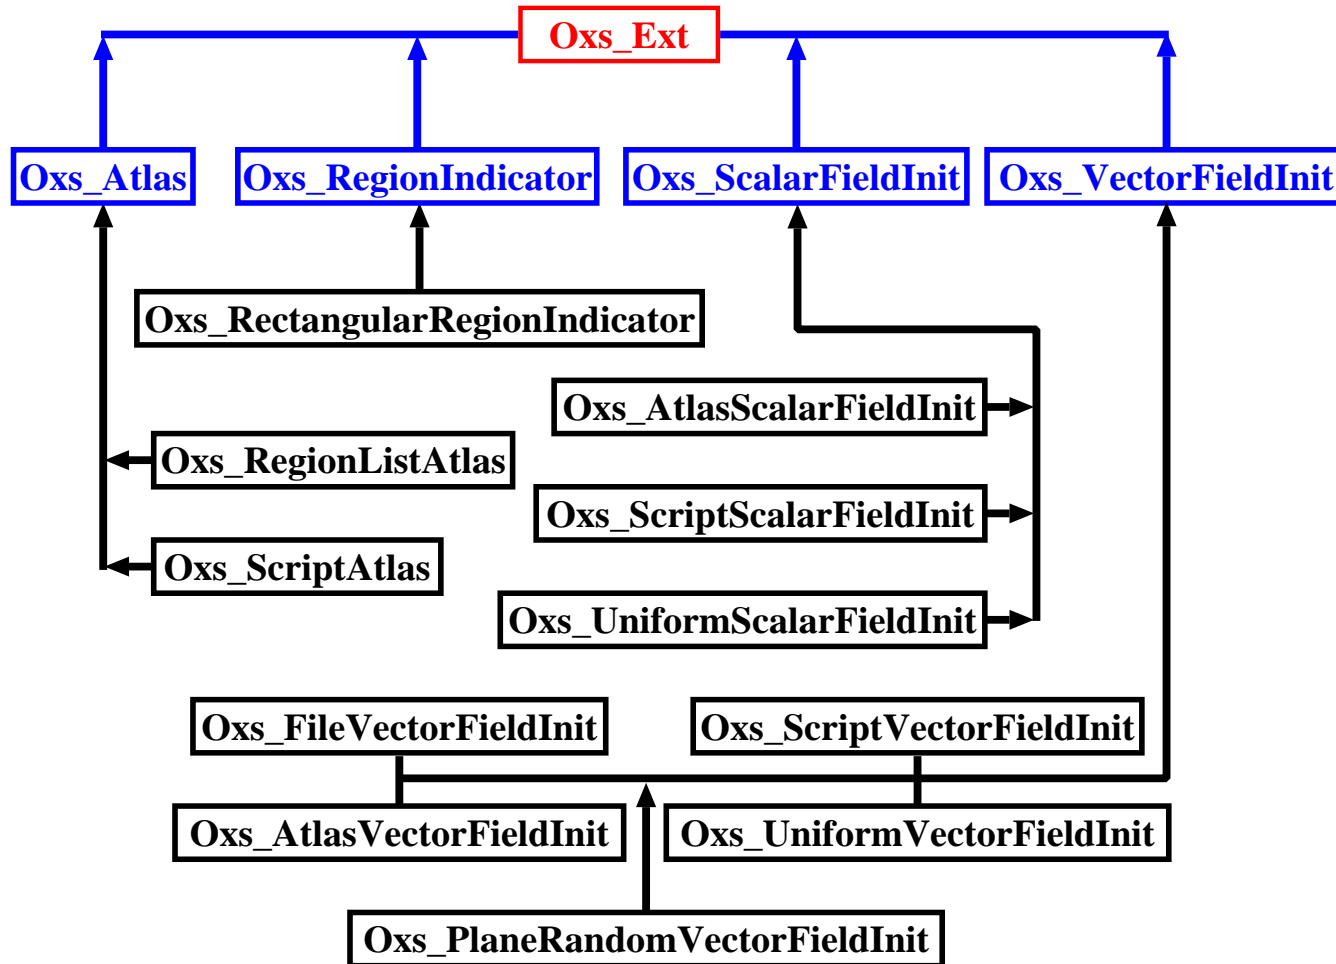 Oxs_Ext
Oxs_Atlas
Oxs_RegionIndicator
Oxs_ScalarFieldInit
Oxs_VectorFieldInit
Oxs_RectangularRegionIndicator
Oxs_AtlasScalarFieldInit
Oxs_RegionListAtlas
Oxs_ScriptScalarFieldInit
Oxs_ScriptAtlas
Oxs_UniformScalarFieldInit
Oxs_FileVectorFieldInit
Oxs_ScriptVectorFieldInit
Oxs_AtlasVectorFieldInit
Oxs_UniformVectorFieldInit
Oxs_PlaneRandomVectorFieldInit